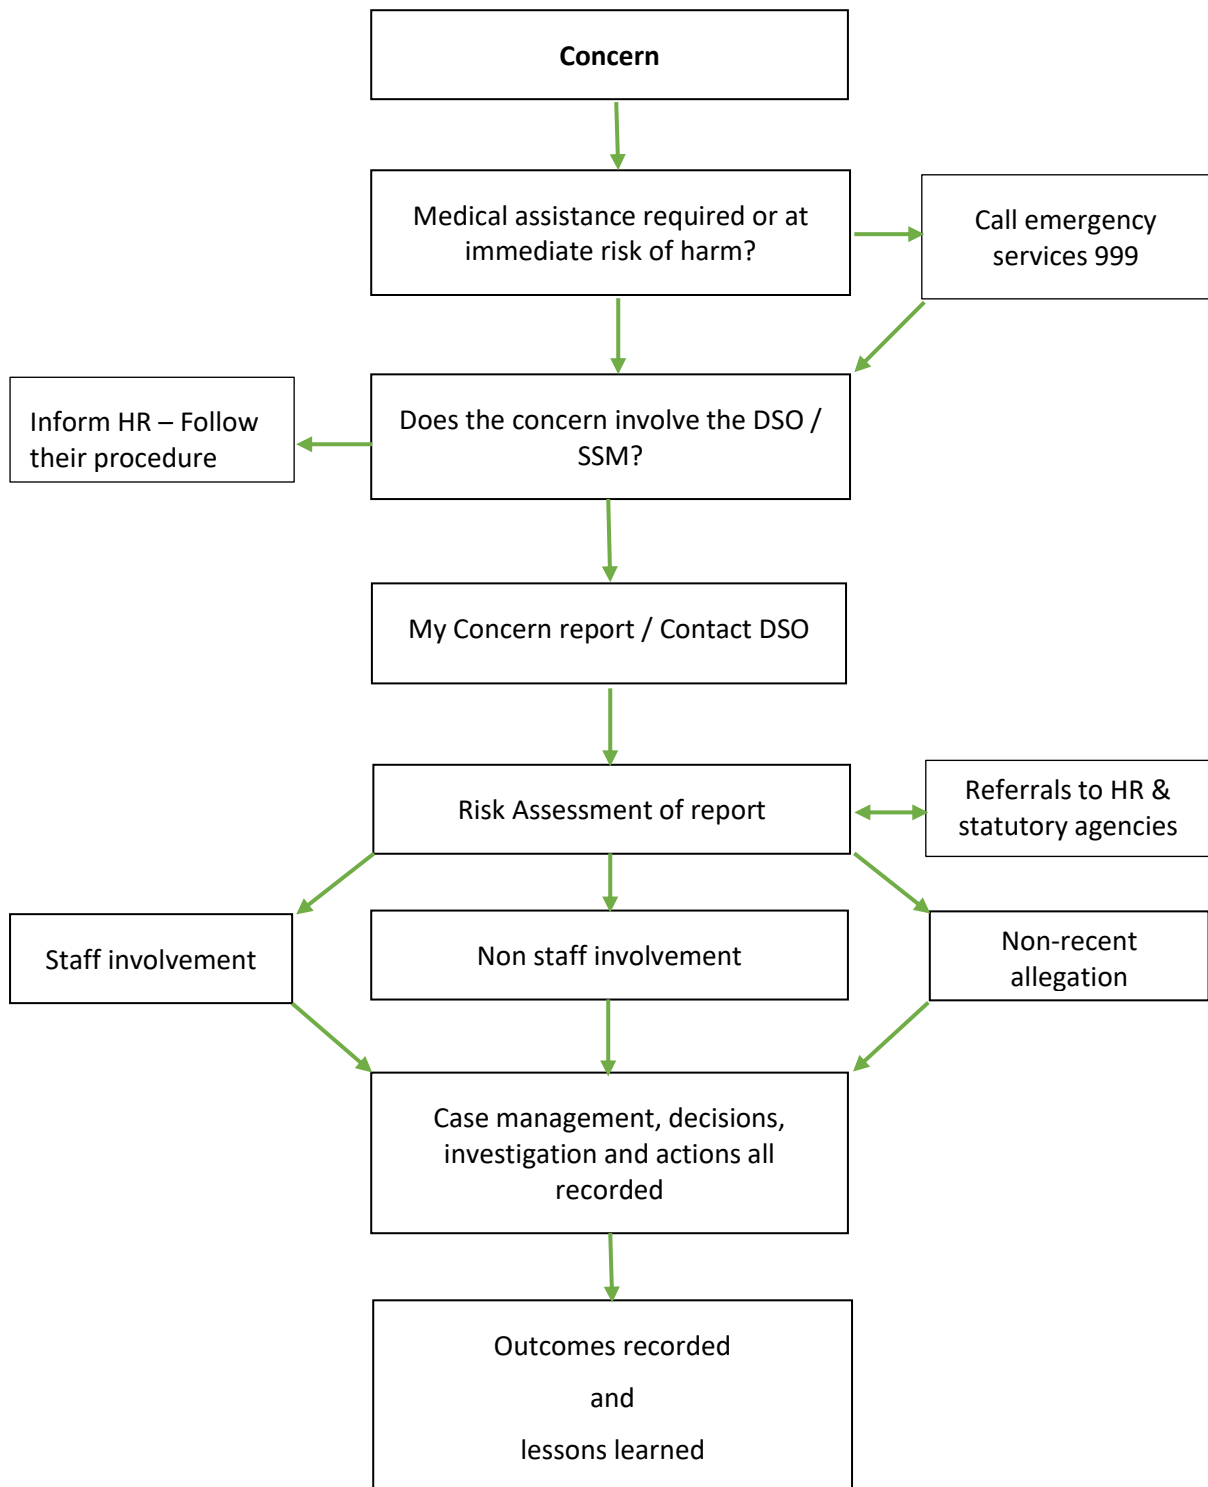 Concern
Medical assistance required or at
immediate risk of harm?
Call emergency
services 999
Does the concern involve the DSO /
SSM?
Inform HR – Follow
their procedure
My Concern report / Contact DSO
Risk Assessment of report
Referrals to HR &
statutory agencies
Staff involvement
Non staff involvement
Non-recent
allegation
Case management, decisions,
investigation and actions all
recorded
Outcomes recorded
and
lessons learned